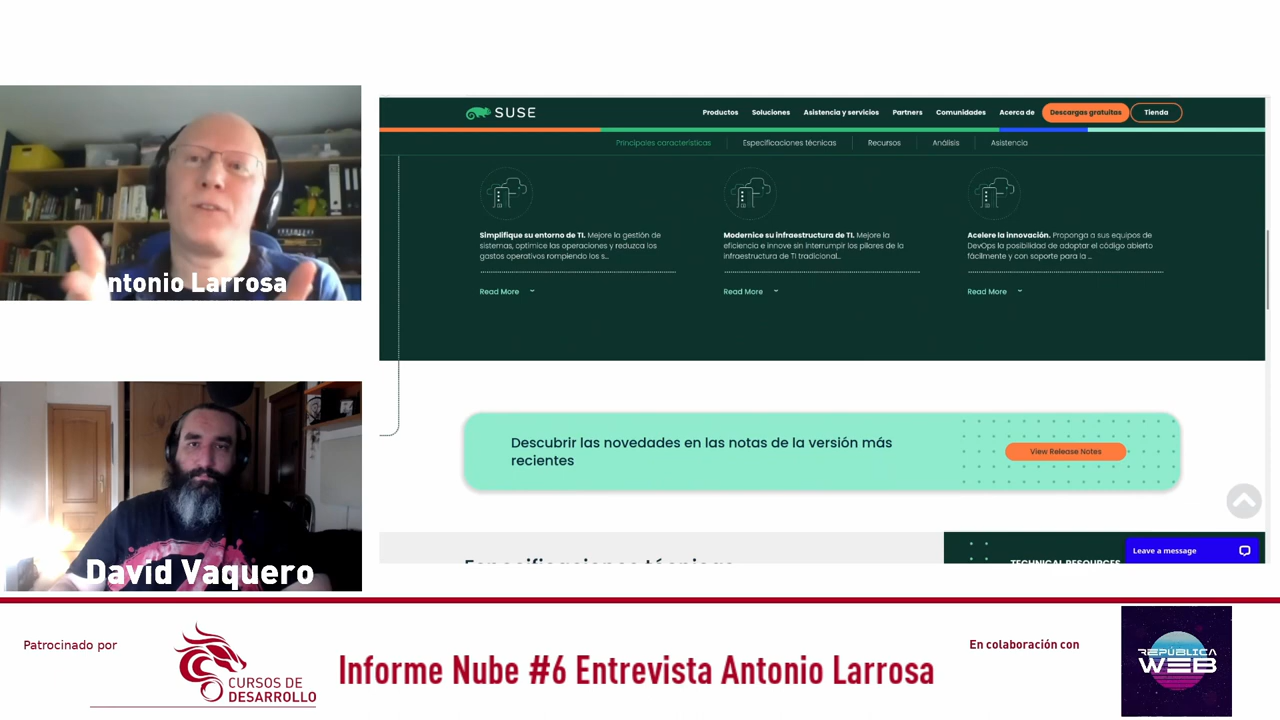 SUSE
Productos
Soluciones
Asistencia y servicios
Partners
Comunidades
Acerca de
Descargas gratuitas
Tienda
Principales características
Especificaciones técnicas
Recursos
Análisis
Asistencia
Simplifique su entorno de TI. Mejore la gestión de
sistemas, optimice las operaciones y reduzca los
gastos operativos rompiendo los s...
Read More
Modernice su infraestructura de TI. Mejore la
eficiencia e innove sin interrumpir los pilares de la
infraestructura de TI tradicional...
Read More
Acelere la innovación. Proponga a sus equipos de
DevOps la posibilidad de adoptar el código abierto
fácilmente y con soporte para la ...
Read More
Antonio Larrosa
Descubrir las novedades en las notas de la versión más
recientes
View Release Notes
Especificaciones técnicas
TECHNICAL RESOURCES
Leave a message
David Vaquero
Patrocinado por
CURSOS DE
DESARROLLO
Informe Nube #6 Entrevista Antonio Larrosa
En colaboración con
REPÚBLICA
WEB